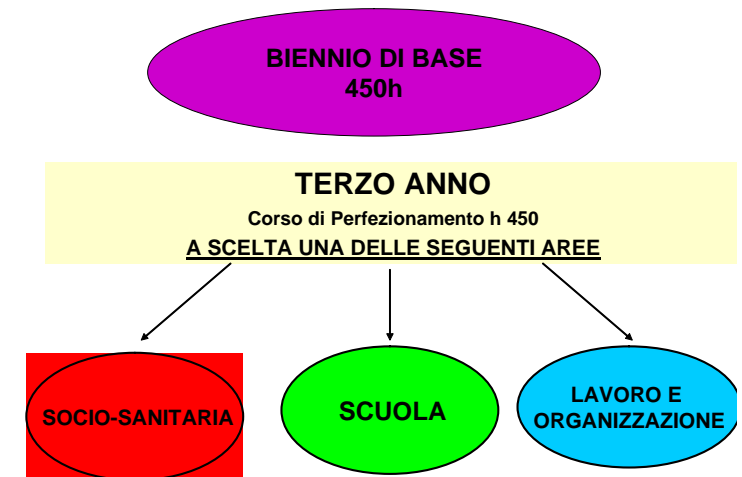 BIENNIO DI BASE
450h
TERZO ANNO
Corso di Perfezionamento h 450
A SCELTA UNA DELLE SEGUENTI AREE
SOCIO-SANITARIA
SCUOLA
LAVORO E
ORGANIZZAZIONE